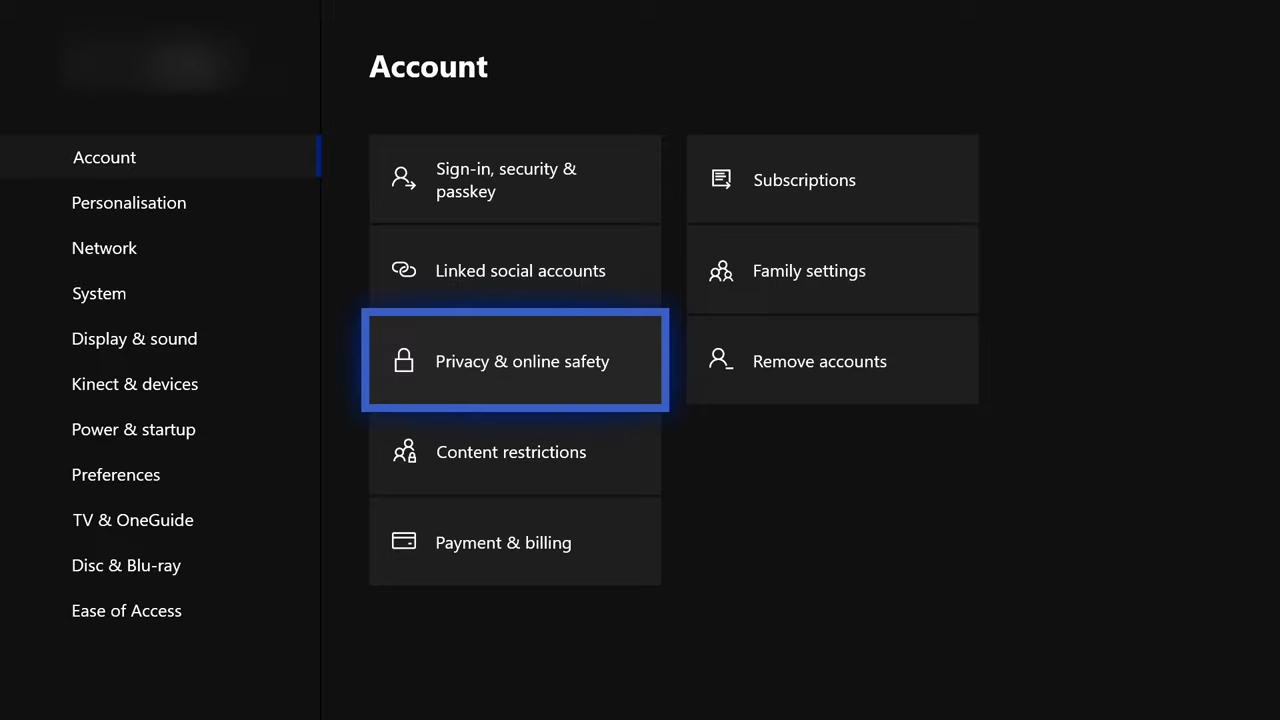 Account
Account
Personalisation
Network
System
Display & sound
Kinect & devices
Power & startup
Preferences
TV & OneGuide
Disc & Blu-ray
Ease of Access
Sign-in, security &
passkey
Linked social accounts
Privacy & online safety
Content restrictions
Payment & billing
Subscriptions
Family settings
Remove accounts